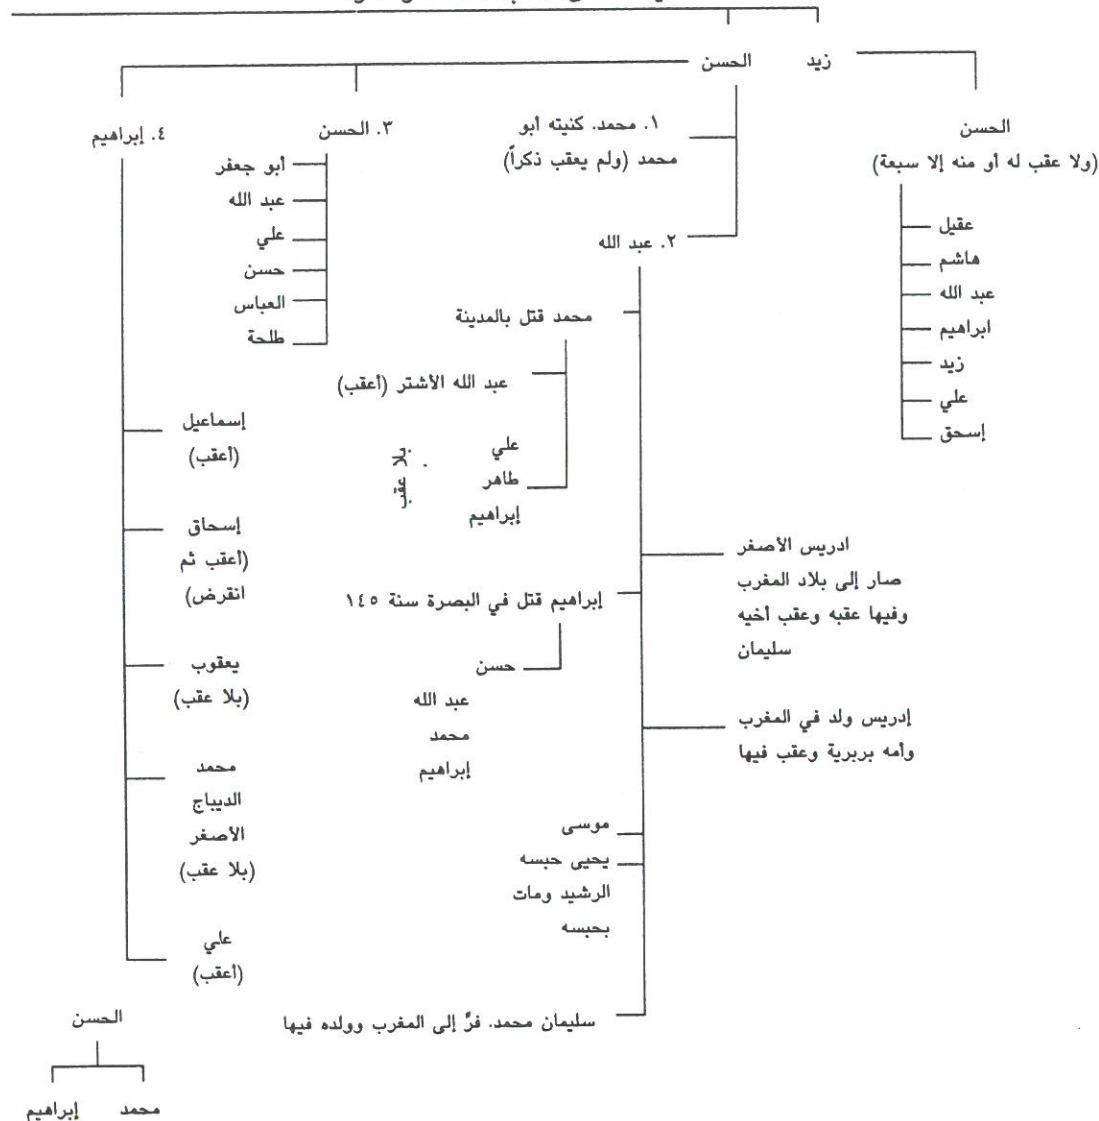 زيد
الحسن
الحسن
(ولا عقب له أو منه إلا سبعة)
عقيل
هاشم
عبد الله
ابراهيم
زيد
علي
إسحق
١. محمد. كنيته أبو
محمد (ولم يعقب ذكراً)
٢. عبد الله
محمد قتل بالمدينة
عبد الله الأشتر (أعقب)
علي
طاهر
إبراهيم
بلا عقب
ادريس الأصغر
صار إلى بلاد المغرب
وفيها عقبه وعقب أخيه
سليمان
إبراهيم قتل في البصرة سنة ١٤٥
حسن
عبد الله
محمد
إبراهيم
إدريس ولد في المغرب
وأمه بربرية وعقب فيها
موسى
يحيى حبسه
الرشيد ومات
بحبسه
سليمان محمد. فرَّ إلى المغرب وولده فيها
٣. الحسن
أبو جعفر
عبد الله
علي
حسن
العباس
طلحة
٤. إبراهيم
إسماعيل
(أعقب)
إسحاق
(أعقب ثم
انقرض)
يعقوب
(بلا عقب)
محمد
الديباج
الأصغر
(بلا عقب)
علي
(أعقب)
الحسن
محمد
إبراهيم